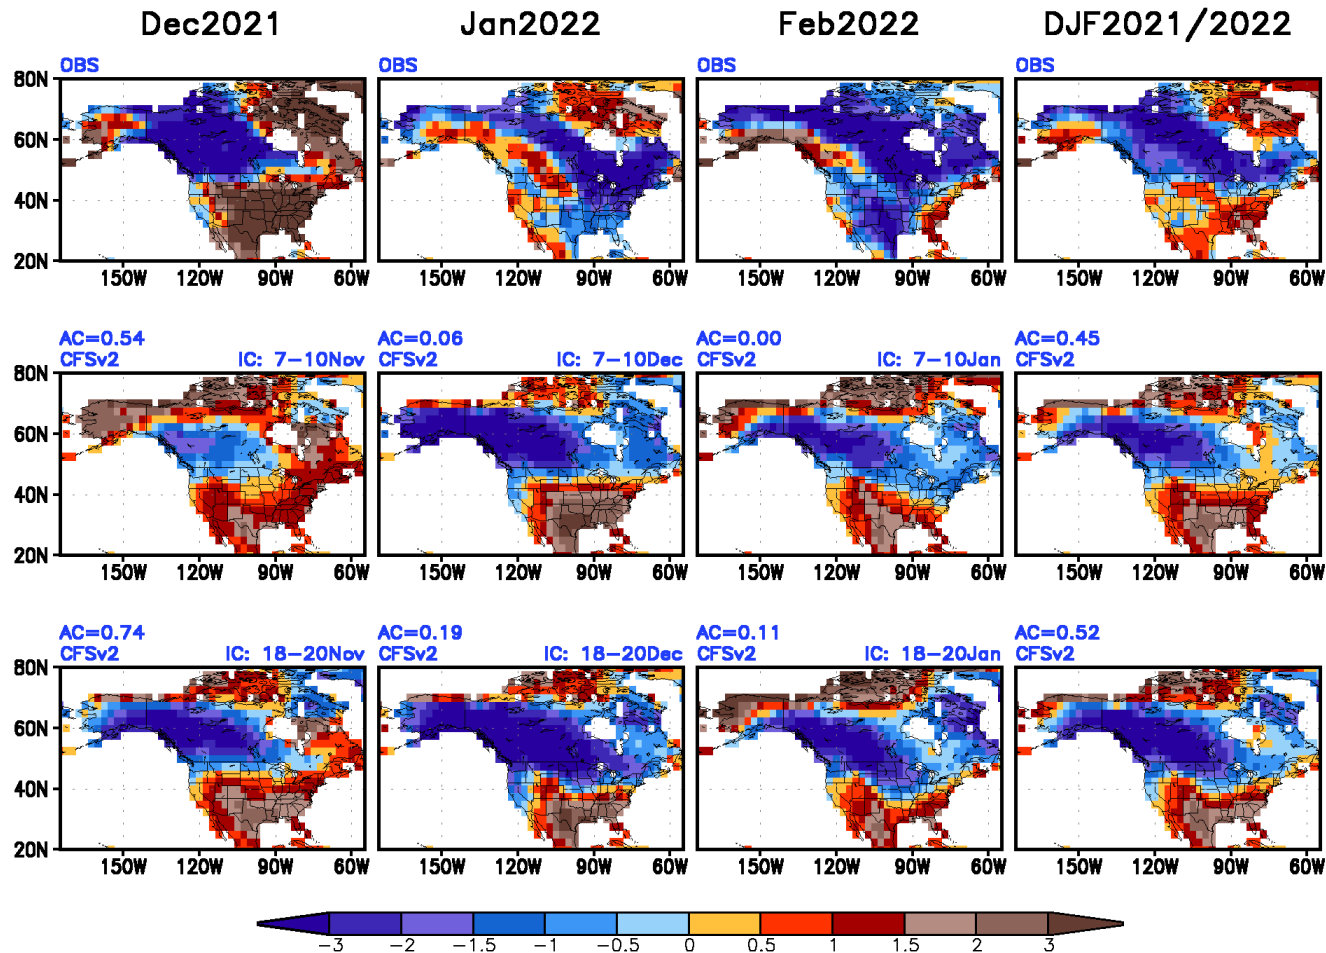 Dec2021 Jan2022 Feb2022 DJF2021/2022
OBS OBS OBS OBS
80N
60N
40N
20N
150W 120W 90W 60W 150W 120W 90W 60W 150W 120W 90W 60W 150W 120W 90W 60W
AC=0.54 AC=0.06 AC=0.00 AC=0.45
CFSv2 IC: 7-10Nov CFSv2 IC: 7-10Dec CFSv2 IC: 7-10Jan CFSv2
80N
60N
40N
20N
150W 120W 90W 60W 150W 120W 90W 60W 150W 120W 90W 60W 150W 120W 90W 60W
AC=0.74 AC=0.19 AC=0.11 AC=0.52
CFSv2 IC: 18-20Nov CFSv2 IC: 18-20Dec CFSv2 IC: 18-20Jan CFSv2
80N
60N
40N
20N
150W 120W 90W 60W 150W 120W 90W 60W 150W 120W 90W 60W 150W 120W 90W 60W
-3 -2 -1.5 -1 -0.5 0 0.5 1 1.5 2 3